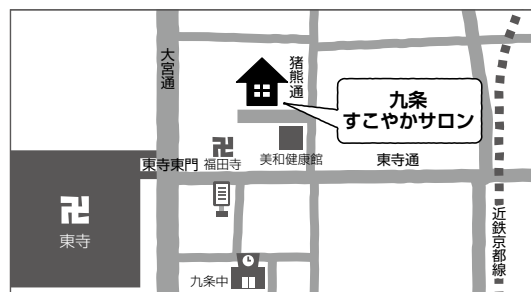 大宮通
猪熊通
九条
すこやかサロン
東寺東門
卍
福田寺
美和健康館
東寺通
卍
東寺
近鉄京都線
九条中